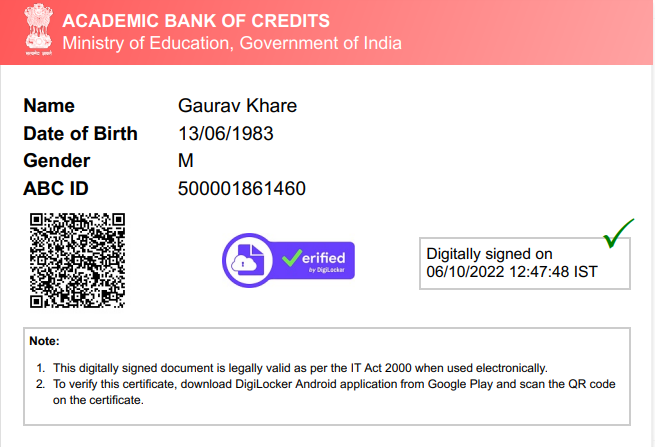 ACADEMIC BANK OF CREDITS
Ministry of Education, Government of India
Name Gaurav Khare
Date of Birth 13/06/1983
Gender M
ABC ID 500001861460
erified
by DigiLocker
Digitally signed on
06/10/2022 12:47:48 IST
Note:
1. This digitally signed document is legally valid as per the IT Act 2000 when used electronically.
2. To verify this certificate, download DigiLocker Android application from Google Play and scan the QR code
on the certificate.